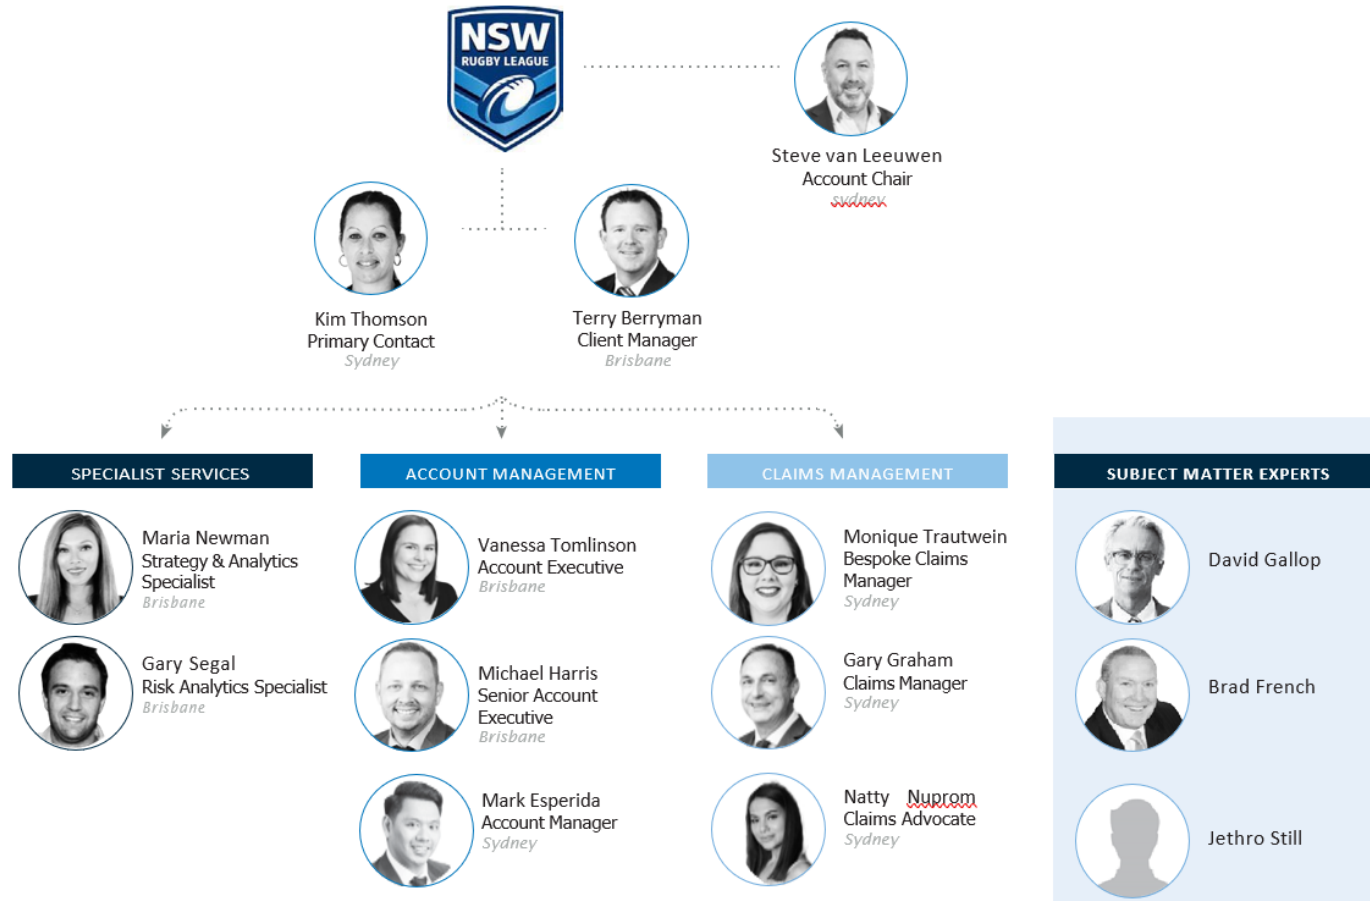 NSW
RUGBY LEAGUE
Steve van Leeuwen
Account Chair
sydney
Kim Thomson
Primary Contact
Sydney
Terry Berryman
Client Manager
Brisbane
SPECIALIST SERVICES
Maria Newman
Strategy & Analytics
Specialist
Brisbane
Gary Segal
Risk Analytics Specialist
Brisbane
ACCOUNT MANAGEMENT
Vanessa Tomlinson
Account Executive
Brisbane
Michael Harris
Senior Account
Executive
Brisbane
Mark Esperida
Account Manager
Sydney
CLAIMS MANAGEMENT
Monique Trautwein
Bespoke Claims
Manager
Sydney
Gary Graham
Claims Manager
Sydney
Natty Nuprom
Claims Advocate
Sydney
SUBJECT MATTER EXPERTS
David Gallop
Brad French
Jethro Still